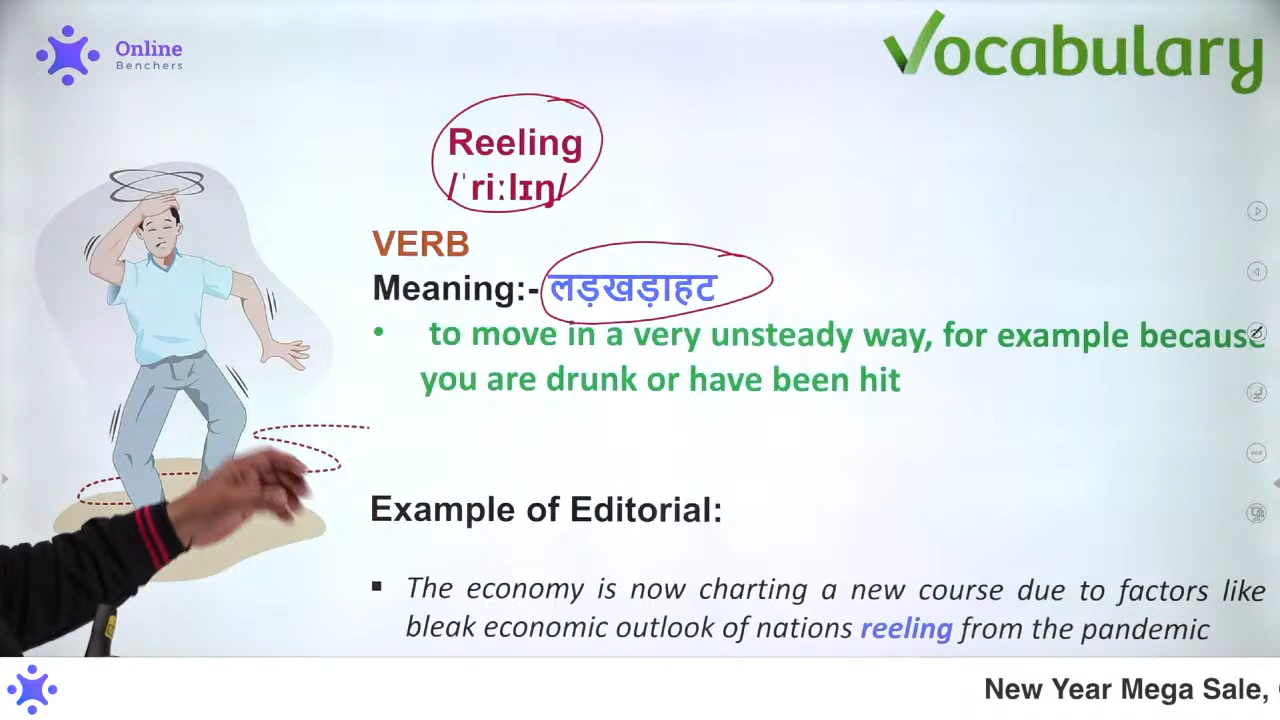 Online
Benchers
Vocabulary
Reeling
/ˈriːlɪŋ/
VERB
Meaning:- लड़खड़ाहट
• to move in a very unsteady way, for example because
you are drunk or have been hit
Example of Editorial:
▪ The economy is now charting a new course due to factors like
bleak economic outlook of nations reeling from the pandemic
New Year Mega Sale,